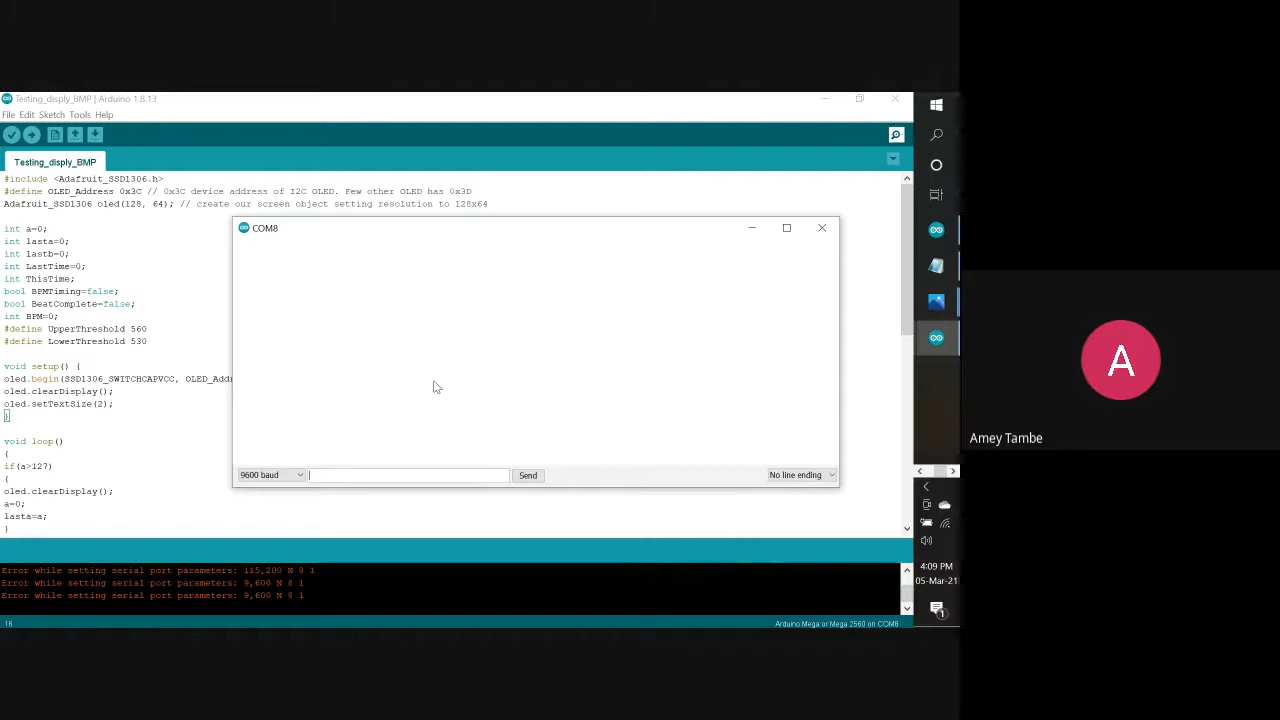 Testing_disply_BMP | Arduino 1.8.13
File Edit Sketch Tools Help
Testing_disply_BMP
#include <Adafruit_SSD1306.h>
#define OLED_Address 0x3C // 0x3C device address of I2C OLED. Few other OLED has 0x3D
Adafruit_SSD1306 oled(128, 64); // create our screen object setting resolution to 128x64
int a=0;
int lasta=0;
int lastb=0;
int LastTime=0;
int ThisTime;
bool BPMTiming=false;
bool BeatComplete=false;
int BPM=0;
#define UpperThreshold 560
#define LowerThreshold 530
void setup() {
oled.begin(SSD1306_SWITCHCAPVCC, OLED_Addr
oled.clearDisplay();
oled.setTextSize(2);
}
void loop()
{
if(a>127)
{
oled.clearDisplay();
a=0;
lasta=a;
}
COM8
9600 baud
Send
No line ending
Error while setting serial port parameters: 115,200 N 8 1
Error while setting serial port parameters: 9,600 N 8 1
Error while setting serial port parameters: 9,600 N 8 1
16
Arduino Mega or Mega 2560 on COM8
4:09 PM
05-Mar-21
1
A
Amey Tambe